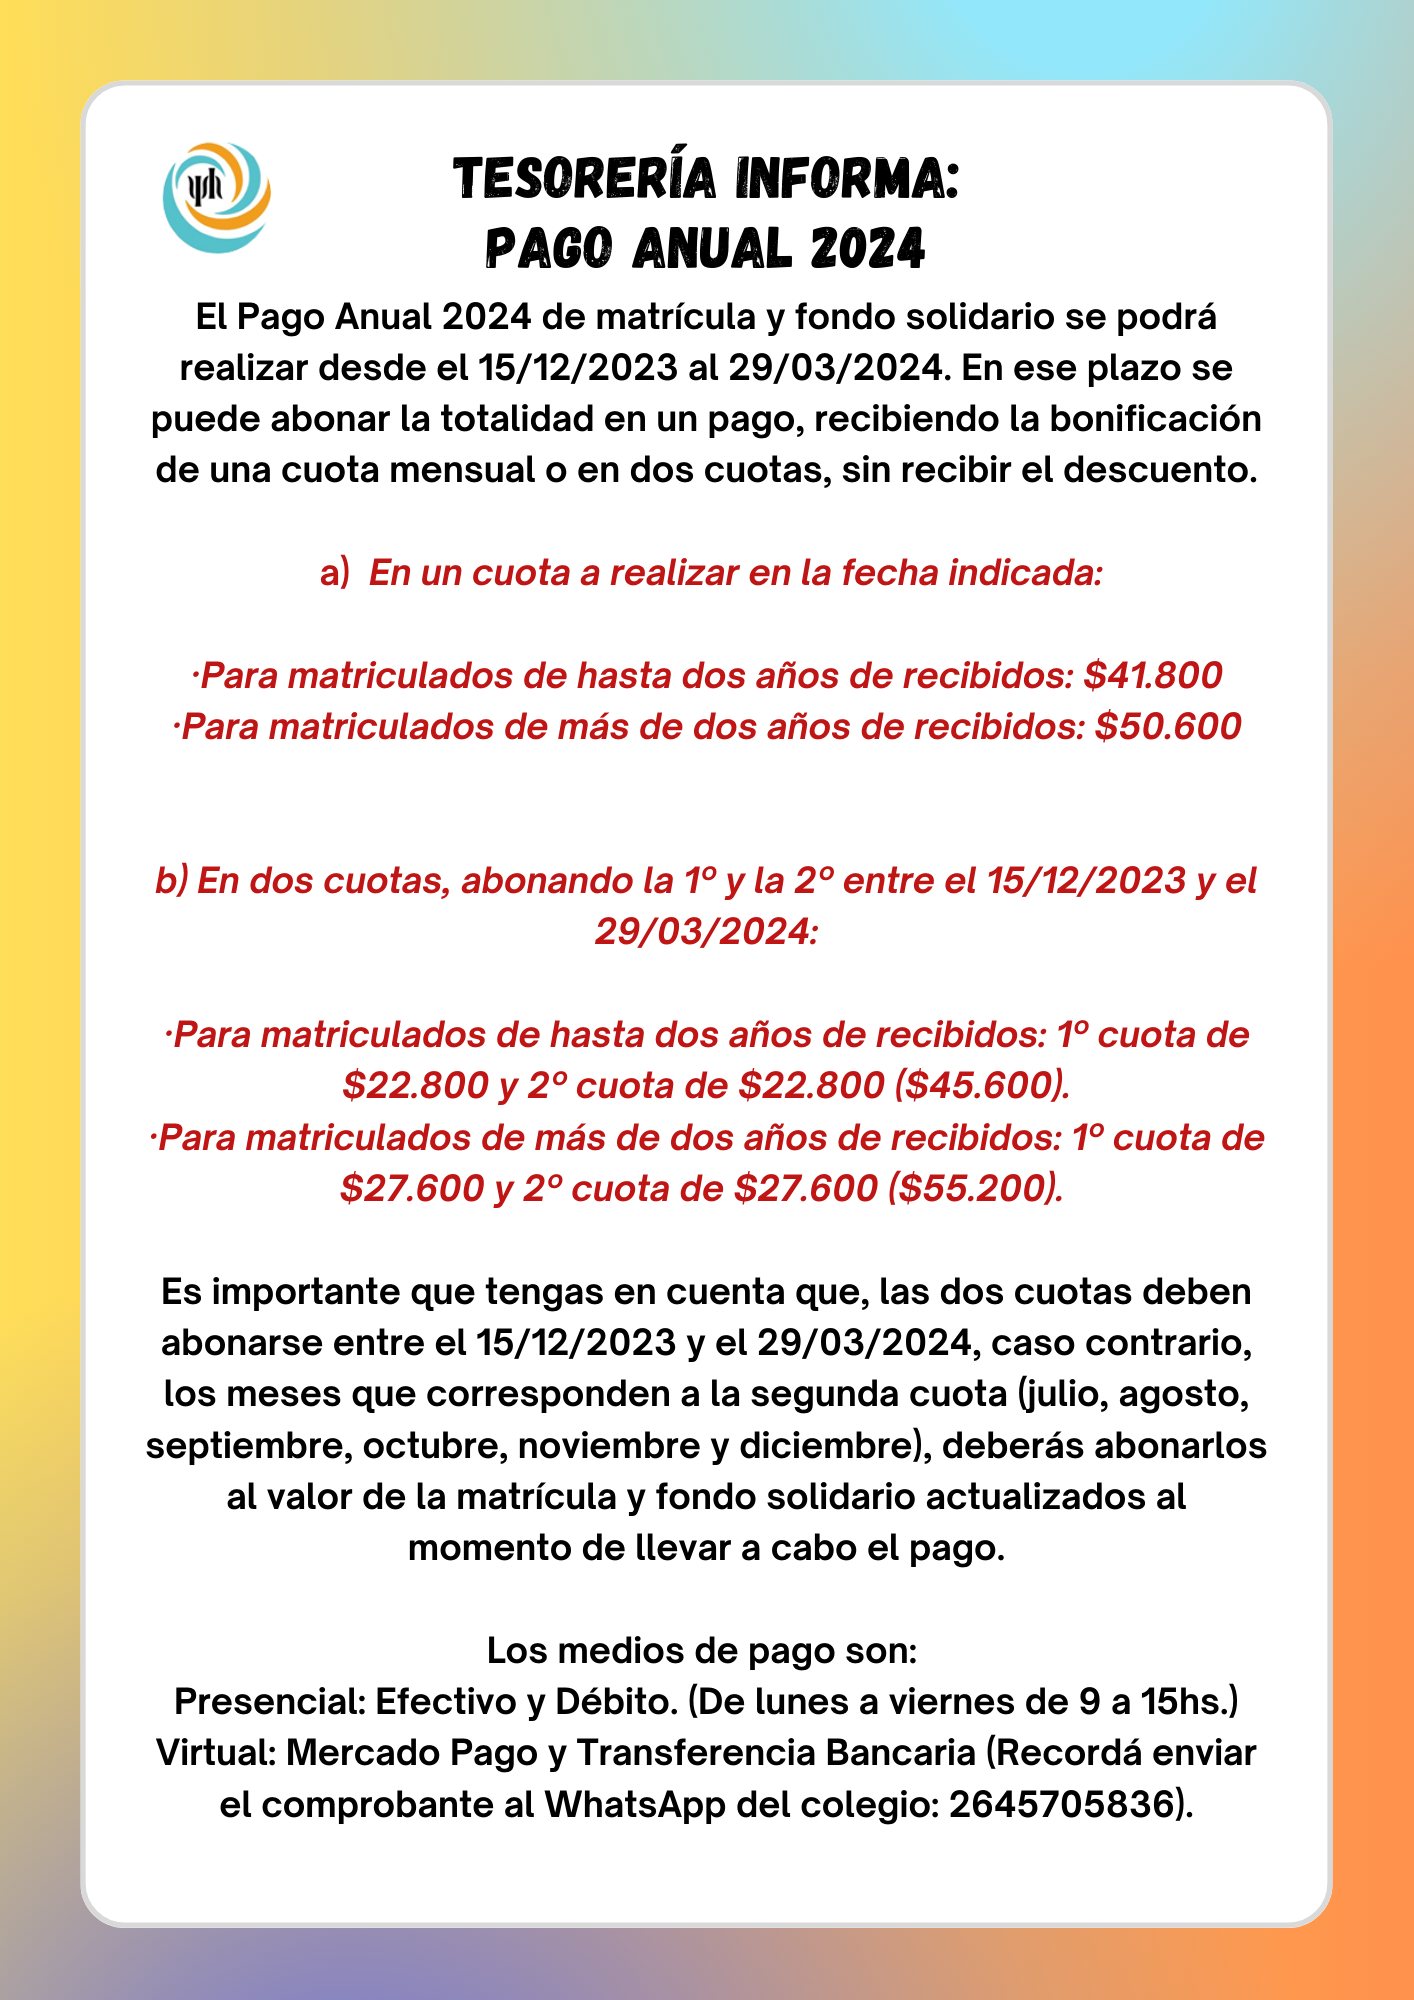 TESORERÍA INFORMA:
PAGO ANUAL 2024
El Pago Anual 2024 de matrícula y fondo solidario se podrá
realizar desde el 15/12/2023 al 29/03/2024. En ese plazo se
puede abonar la totalidad en un pago, recibiendo la bonificación
de una cuota mensual o en dos cuotas, sin recibir el descuento.
a) En un cuota a realizar en la fecha indicada:
·Para matriculados de hasta dos años de recibidos: $41.800
·Para matriculados de más de dos años de recibidos: $50.600
b) En dos cuotas, abonando la 1º y la 2º entre el 15/12/2023 y el
29/03/2024:
·Para matriculados de hasta dos años de recibidos: 1º cuota de
$22.800 y 2º cuota de $22.800 ($45.600).
·Para matriculados de más de dos años de recibidos: 1º cuota de
$27.600 y 2º cuota de $27.600 ($55.200).
Es importante que tengas en cuenta que, las dos cuotas deben
abonarse entre el 15/12/2023 y el 29/03/2024, caso contrario,
los meses que corresponden a la segunda cuota (julio, agosto,
septiembre, octubre, noviembre y diciembre), deberás abonarlos
al valor de la matrícula y fondo solidario actualizados al
momento de llevar a cabo el pago.
Los medios de pago son:
Presencial: Efectivo y Débito. (De lunes a viernes de 9 a 15hs.)
Virtual: Mercado Pago y Transferencia Bancaria (Recordá enviar
el comprobante al WhatsApp del colegio: 2645705836).